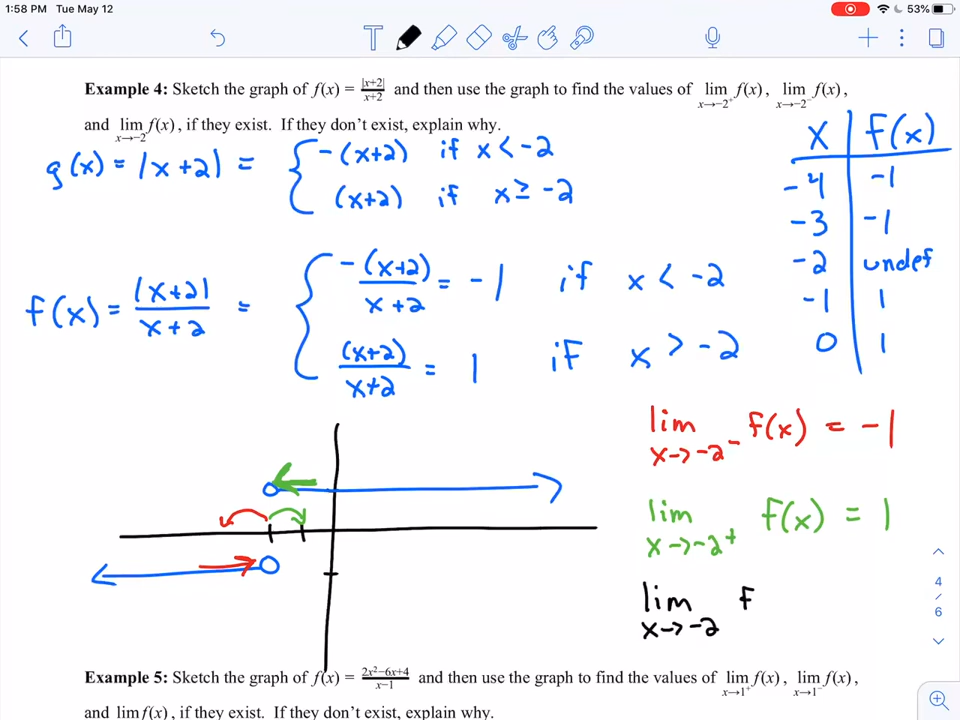 1:58 PM Tue May 12
53%
Example 4: Sketch the graph of f(x) = |x+2|/(x+2) and then use the graph to find the values of lim x→−2⁺ f(x), lim x→−2⁻ f(x),
and lim x→−2 f(x), if they exist. If they don't exist, explain why.
g(x) = |x+2| = { −(x+2) if x < −2
(x+2) if x ≥ −2
f(x) = |x+2|/(x+2) = { −(x+2)/(x+2) = −1 if x < −2
(x+2)/(x+2) = 1 if x > −2
x f(x)
−4 −1
−3 −1
−2 undef
−1 1
0 1
lim x→−2⁻ f(x) = −1
lim x→−2⁺ f(x) = 1
lim x→−2 f
4
/
6
Example 5: Sketch the graph of f(x) = (2x²−6x+4)/(x−1) and then use the graph to find the values of lim x→1⁺ f(x), lim x→1⁻ f(x),
and lim f(x), if they exist. If they don't exist, explain why.